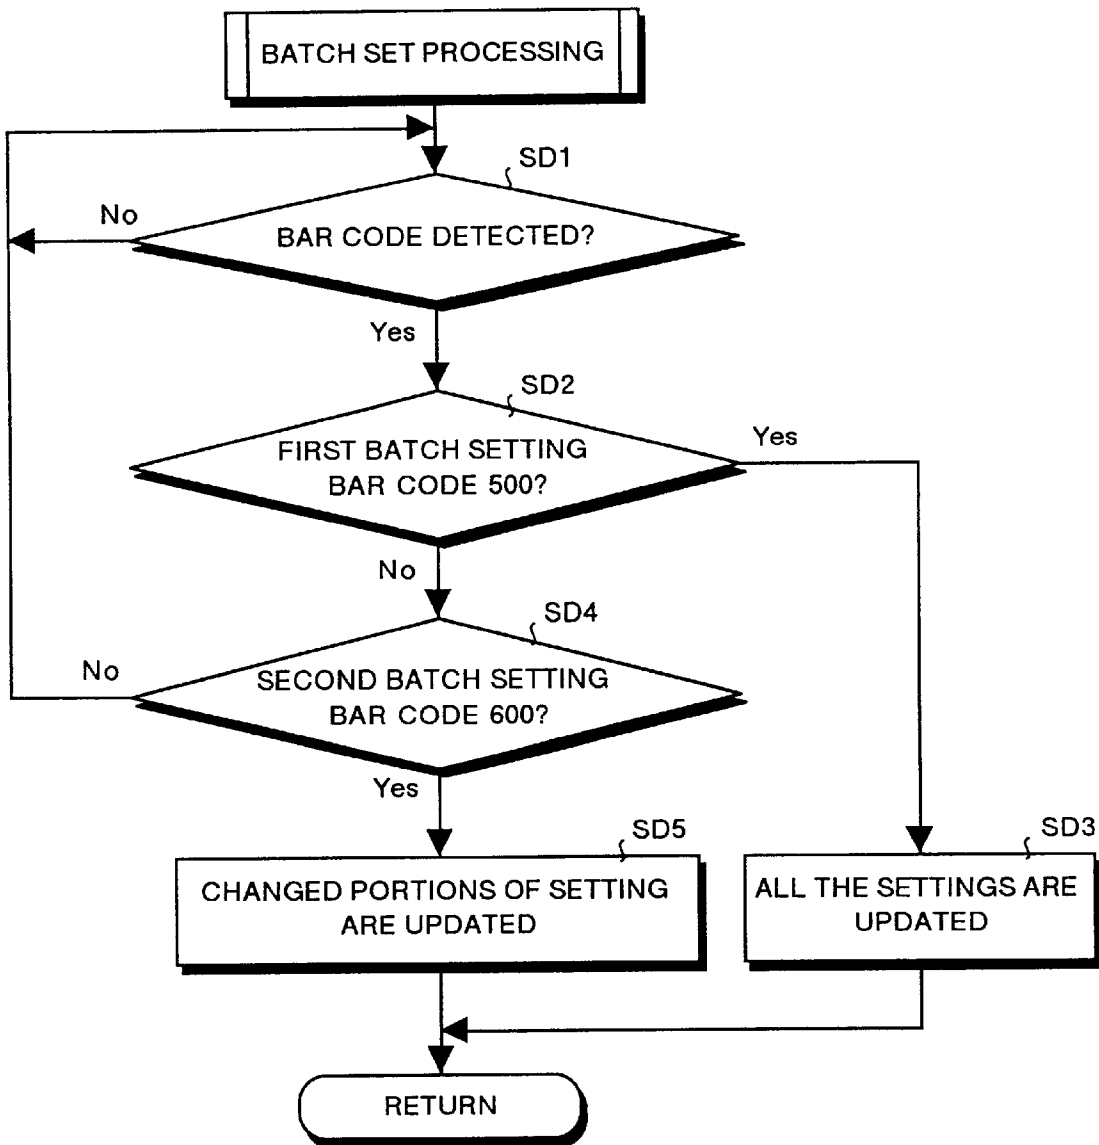 BATCH SET PROCESSING
SD1
No
BAR CODE DETECTED?
Yes
SD2
FIRST BATCH SETTING
BAR CODE 500?
Yes
No
SD4
No
SECOND BATCH SETTING
BAR CODE 600?
Yes
SD5
CHANGED PORTIONS OF SETTING
ARE UPDATED
SD3
ALL THE SETTINGS ARE
UPDATED
RETURN